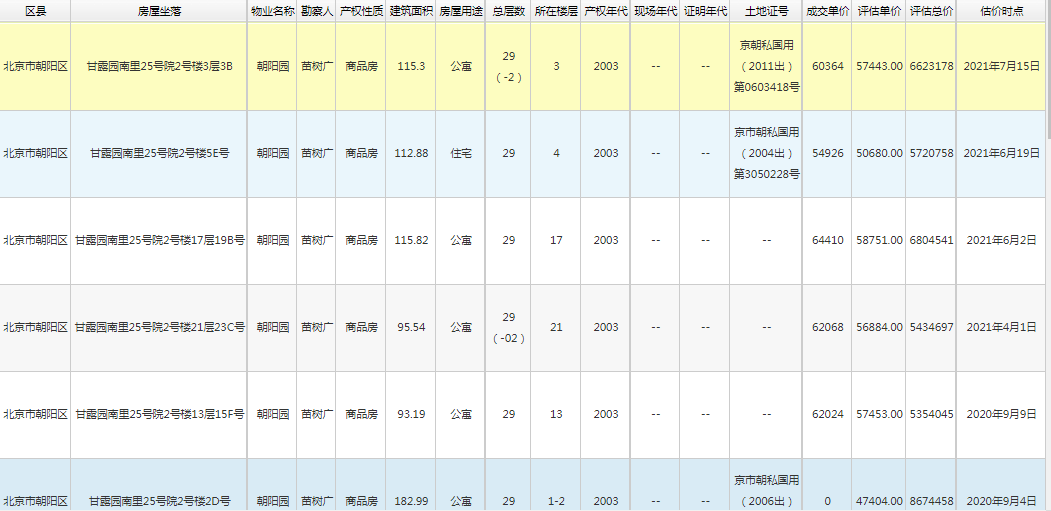 区县 房屋坐落 物业名称 勘察人 产权性质 建筑面积 房屋用途 总层数 所在楼层 产权年代 现场年代 证明年代 土地证号 成交单价 评估单价 评估总价 估价时点
北京市朝阳区 甘露园南里25号院2号楼3层3B 朝阳园 苗树广 商品房 115.3 公寓 29 （-2） 3 2003 -- -- 京朝私国用（2011出）第0603418号 60364 57443.00 6623178 2021年7月15日
北京市朝阳区 甘露园南里25号院2号楼5E号 朝阳园 苗树广 商品房 112.88 住宅 29 4 2003 -- -- 京市朝私国用（2004出）第3050228号 54926 50680.00 5720758 2021年6月19日
北京市朝阳区 甘露园南里25号院2号楼17层19B号 朝阳园 苗树广 商品房 115.82 公寓 29 17 2003 -- -- -- 64410 58751.00 6804541 2021年6月2日
北京市朝阳区 甘露园南里25号院2号楼21层23C号 朝阳园 苗树广 商品房 95.54 公寓 29 （-02） 21 2003 -- -- -- 62068 56884.00 5434697 2021年4月1日
北京市朝阳区 甘露园南里25号院2号楼13层15F号 朝阳园 苗树广 商品房 93.19 公寓 29 13 2003 -- -- -- 62024 57453.00 5354045 2020年9月9日
北京市朝阳区 甘露园南里25号院2号楼2D号 朝阳园 苗树广 商品房 182.99 公寓 29 1-2 2003 -- -- 京市朝私国用（2006出） 0 47404.00 8674458 2020年9月4日